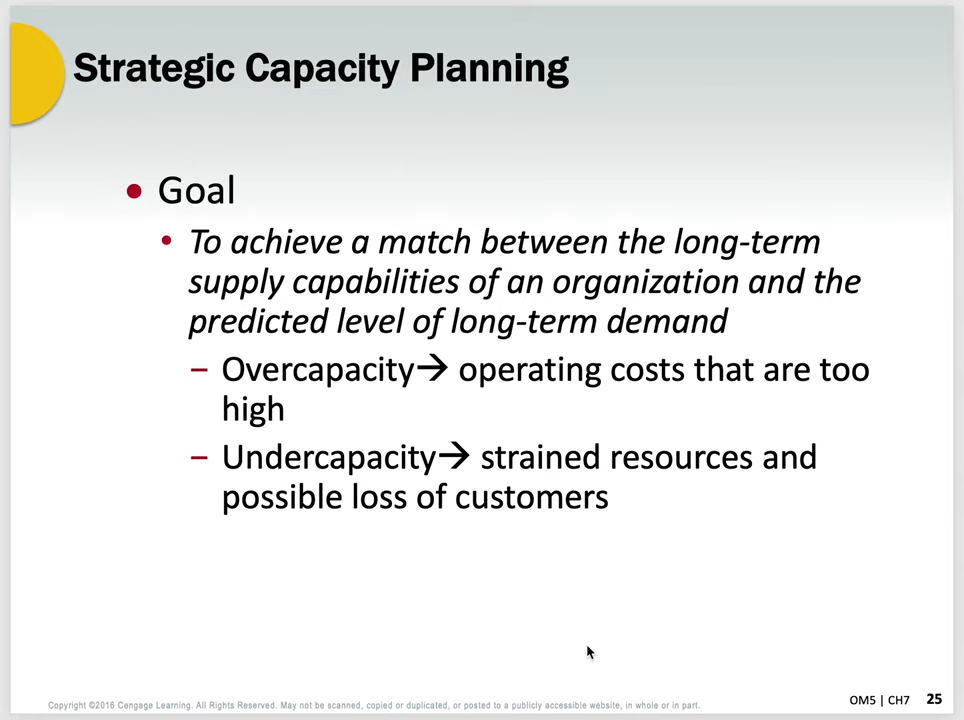 Strategic Capacity Planning
• Goal
• To achieve a match between the long-term
supply capabilities of an organization and the
predicted level of long-term demand
– Overcapacity→ operating costs that are too
high
– Undercapacity→ strained resources and
possible loss of customers
Copyright ©2016 Cengage Learning. All Rights Reserved. May not be scanned, copied or duplicated, or posted to a publicly accessible website, in whole or in part.
OM5 | CH7 25